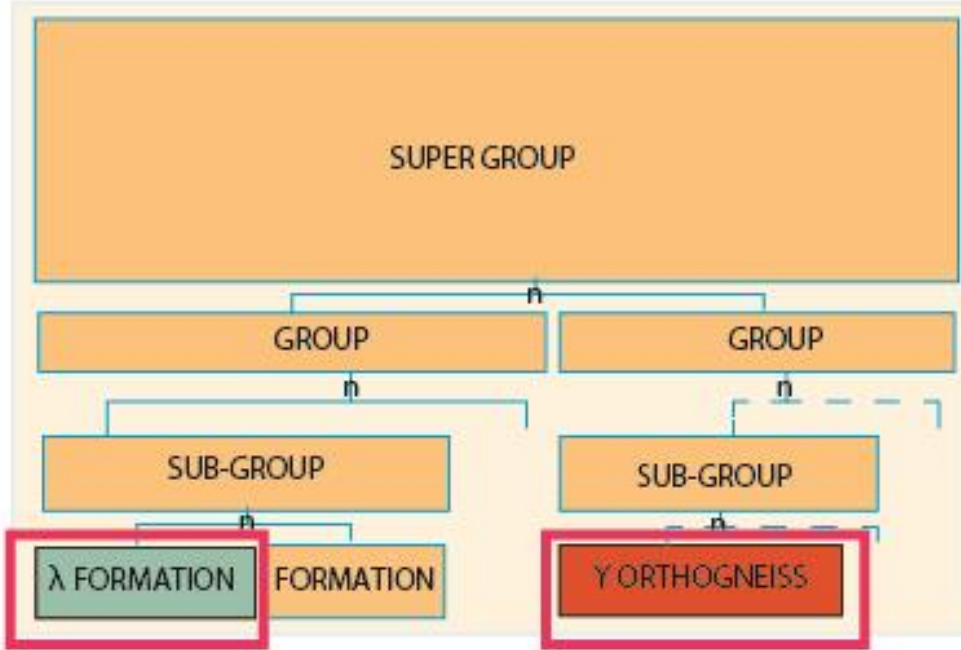 SUPER GROUP
n
GROUP
GROUP
n
n
SUB-GROUP
SUB-GROUP
n
n
λ FORMATION
FORMATION
Y ORTHOGNEISS